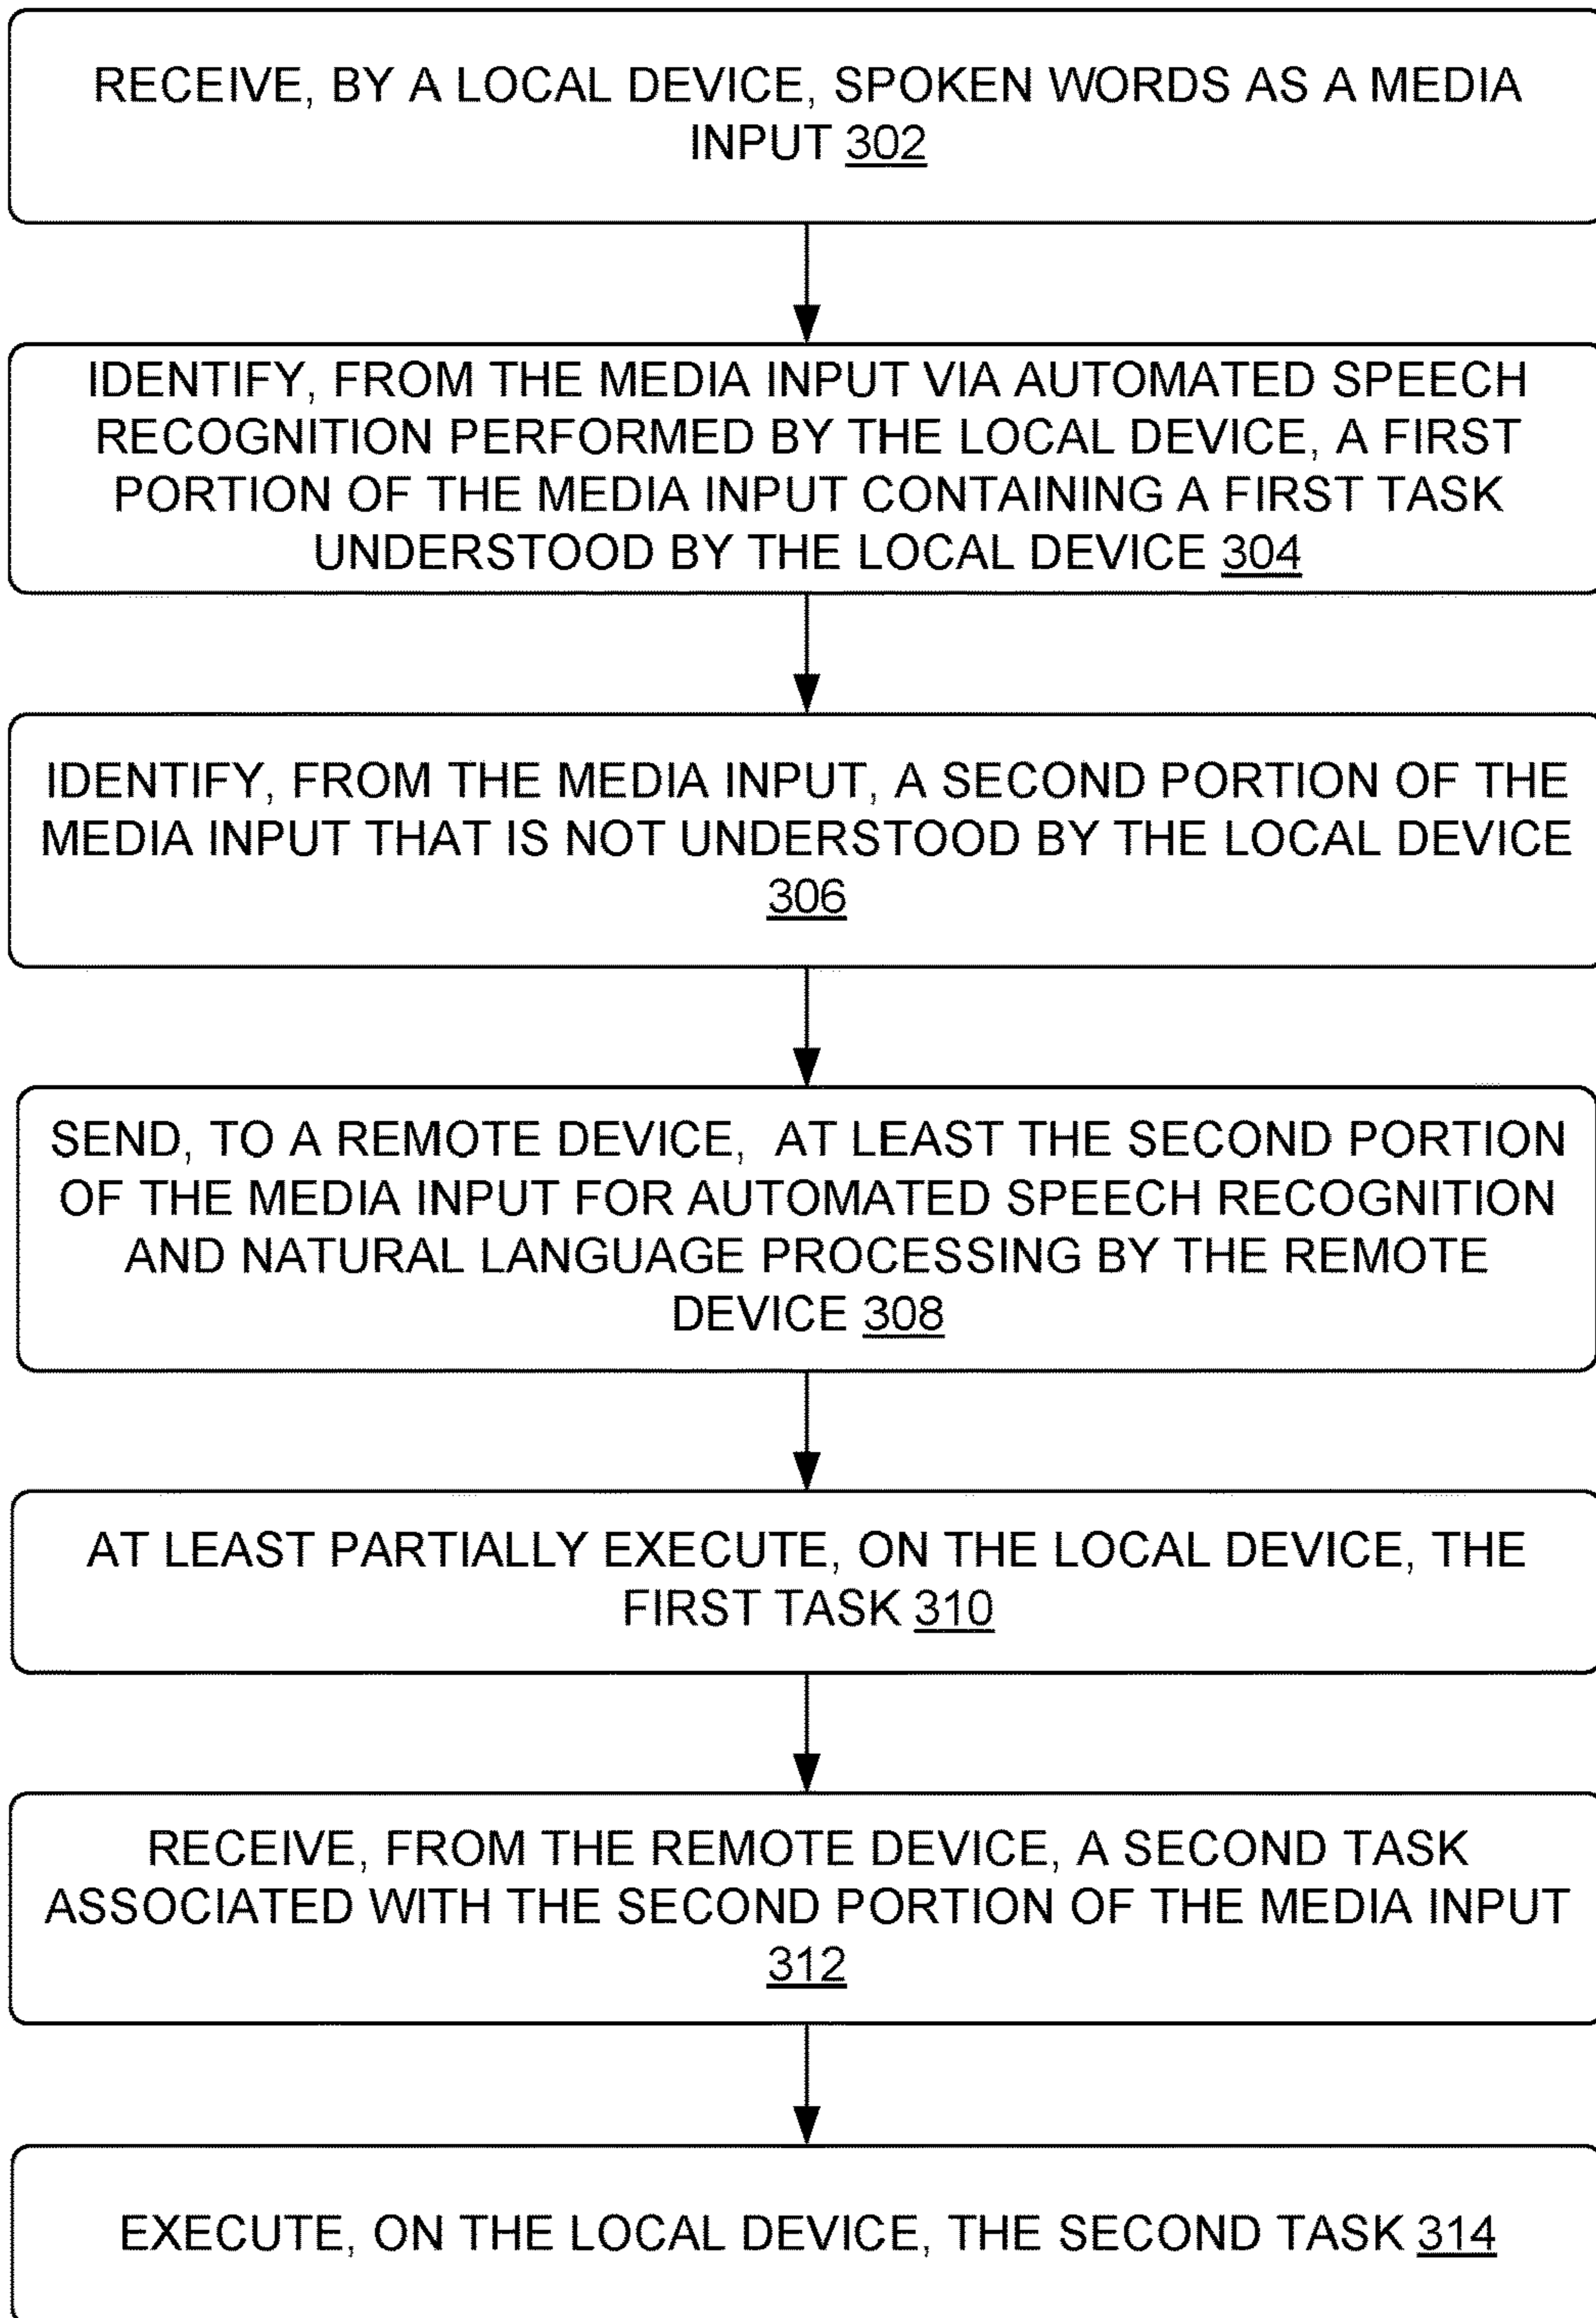 RECEIVE, BY A LOCAL DEVICE, SPOKEN WORDS AS A MEDIA
INPUT 302
IDENTIFY, FROM THE MEDIA INPUT VIA AUTOMATED SPEECH
RECOGNITION PERFORMED BY THE LOCAL DEVICE, A FIRST
PORTION OF THE MEDIA INPUT CONTAINING A FIRST TASK
UNDERSTOOD BY THE LOCAL DEVICE 304
IDENTIFY, FROM THE MEDIA INPUT, A SECOND PORTION OF THE
MEDIA INPUT THAT IS NOT UNDERSTOOD BY THE LOCAL DEVICE
306
SEND, TO A REMOTE DEVICE, AT LEAST THE SECOND PORTION
OF THE MEDIA INPUT FOR AUTOMATED SPEECH RECOGNITION
AND NATURAL LANGUAGE PROCESSING BY THE REMOTE
DEVICE 308
AT LEAST PARTIALLY EXECUTE, ON THE LOCAL DEVICE, THE
FIRST TASK 310
RECEIVE, FROM THE REMOTE DEVICE, A SECOND TASK
ASSOCIATED WITH THE SECOND PORTION OF THE MEDIA INPUT
312
EXECUTE, ON THE LOCAL DEVICE, THE SECOND TASK 314